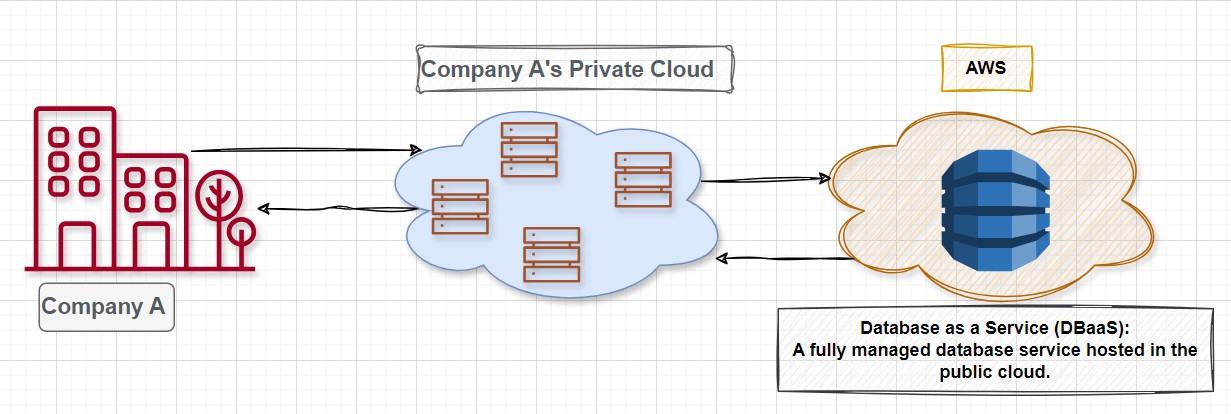 Company A's Private Cloud
AWS
Company A
Database as a Service (DBaaS):
A fully managed database service hosted in the
public cloud.